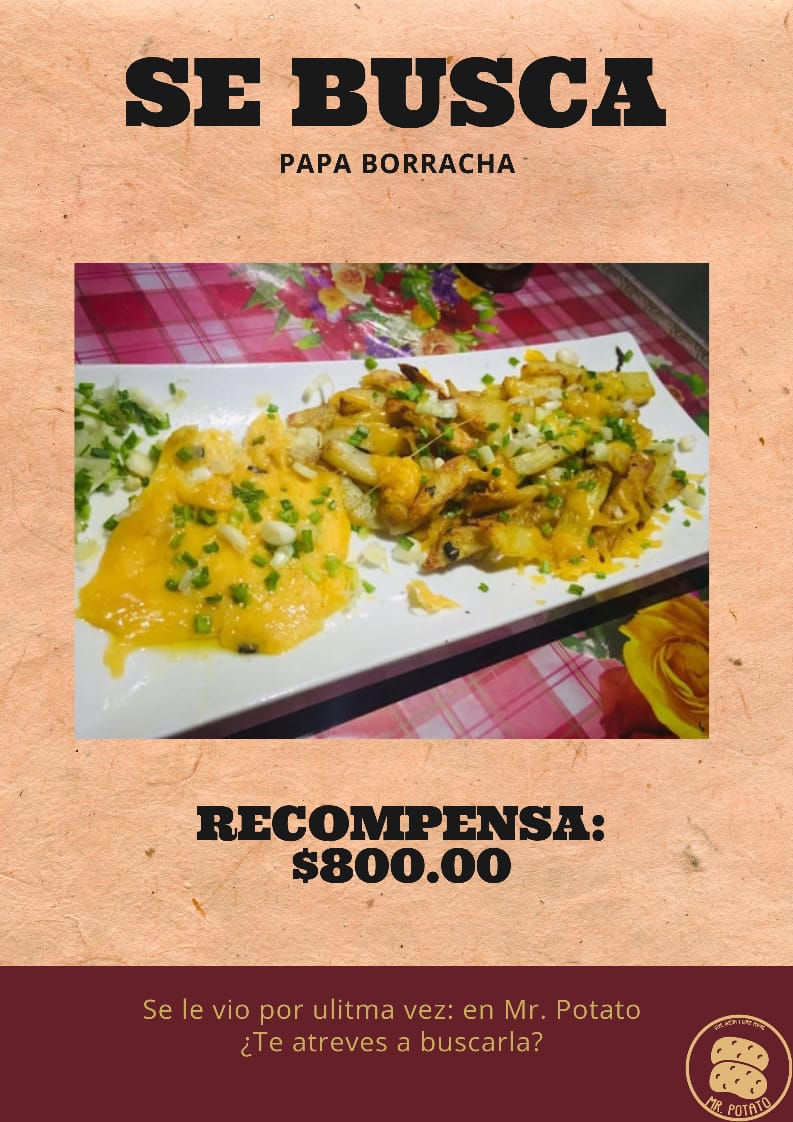 SE BUSCA
PAPA BORRACHA
RECOMPENSA:
$800.00
Se le vio por ulitma vez: en Mr. Potato
¿Te atreves a buscarla?
MR. POTATO